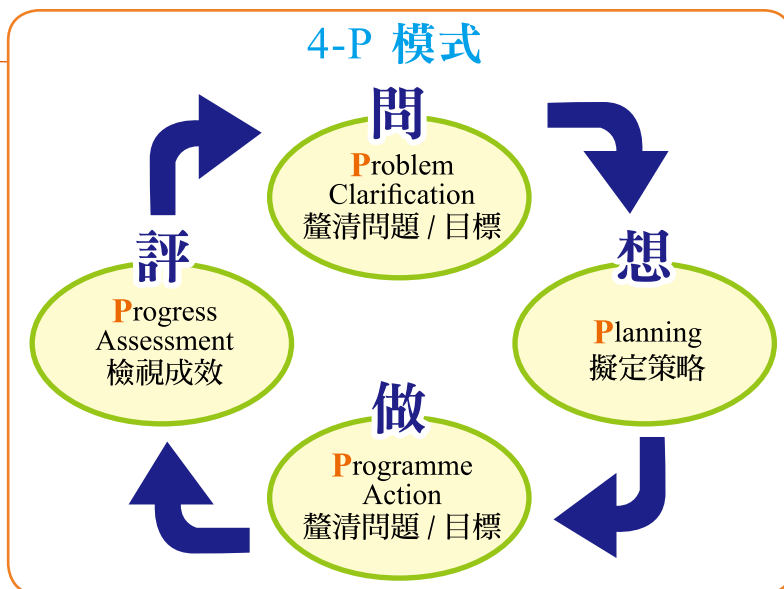 4-P 模式
問
Problem
Clarification
釐清問題 / 目標
想
Planning
擬定策略
做
Programme
Action
釐清問題 / 目標
評
Progress
Assessment
檢視成效